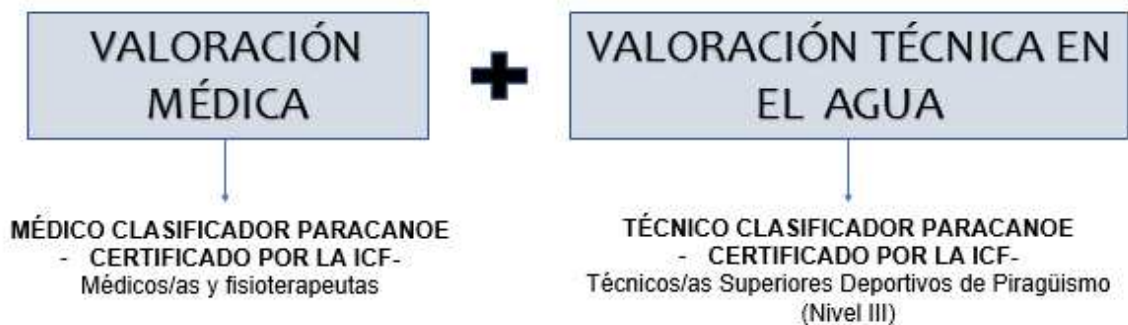 VALORACIÓN
MÉDICA
VALORACIÓN TÉCNICA EN
EL AGUA
MÉDICO CLASIFICADOR PARACANOE
- CERTIFICADO POR LA ICF-
Médicos/as y fisioterapeutas
TÉCNICO CLASIFICADOR PARACANOE
- CERTIFICADO POR LA ICF-
Técnicos/as Superiores Deportivos de Piragüismo
(Nivel III)